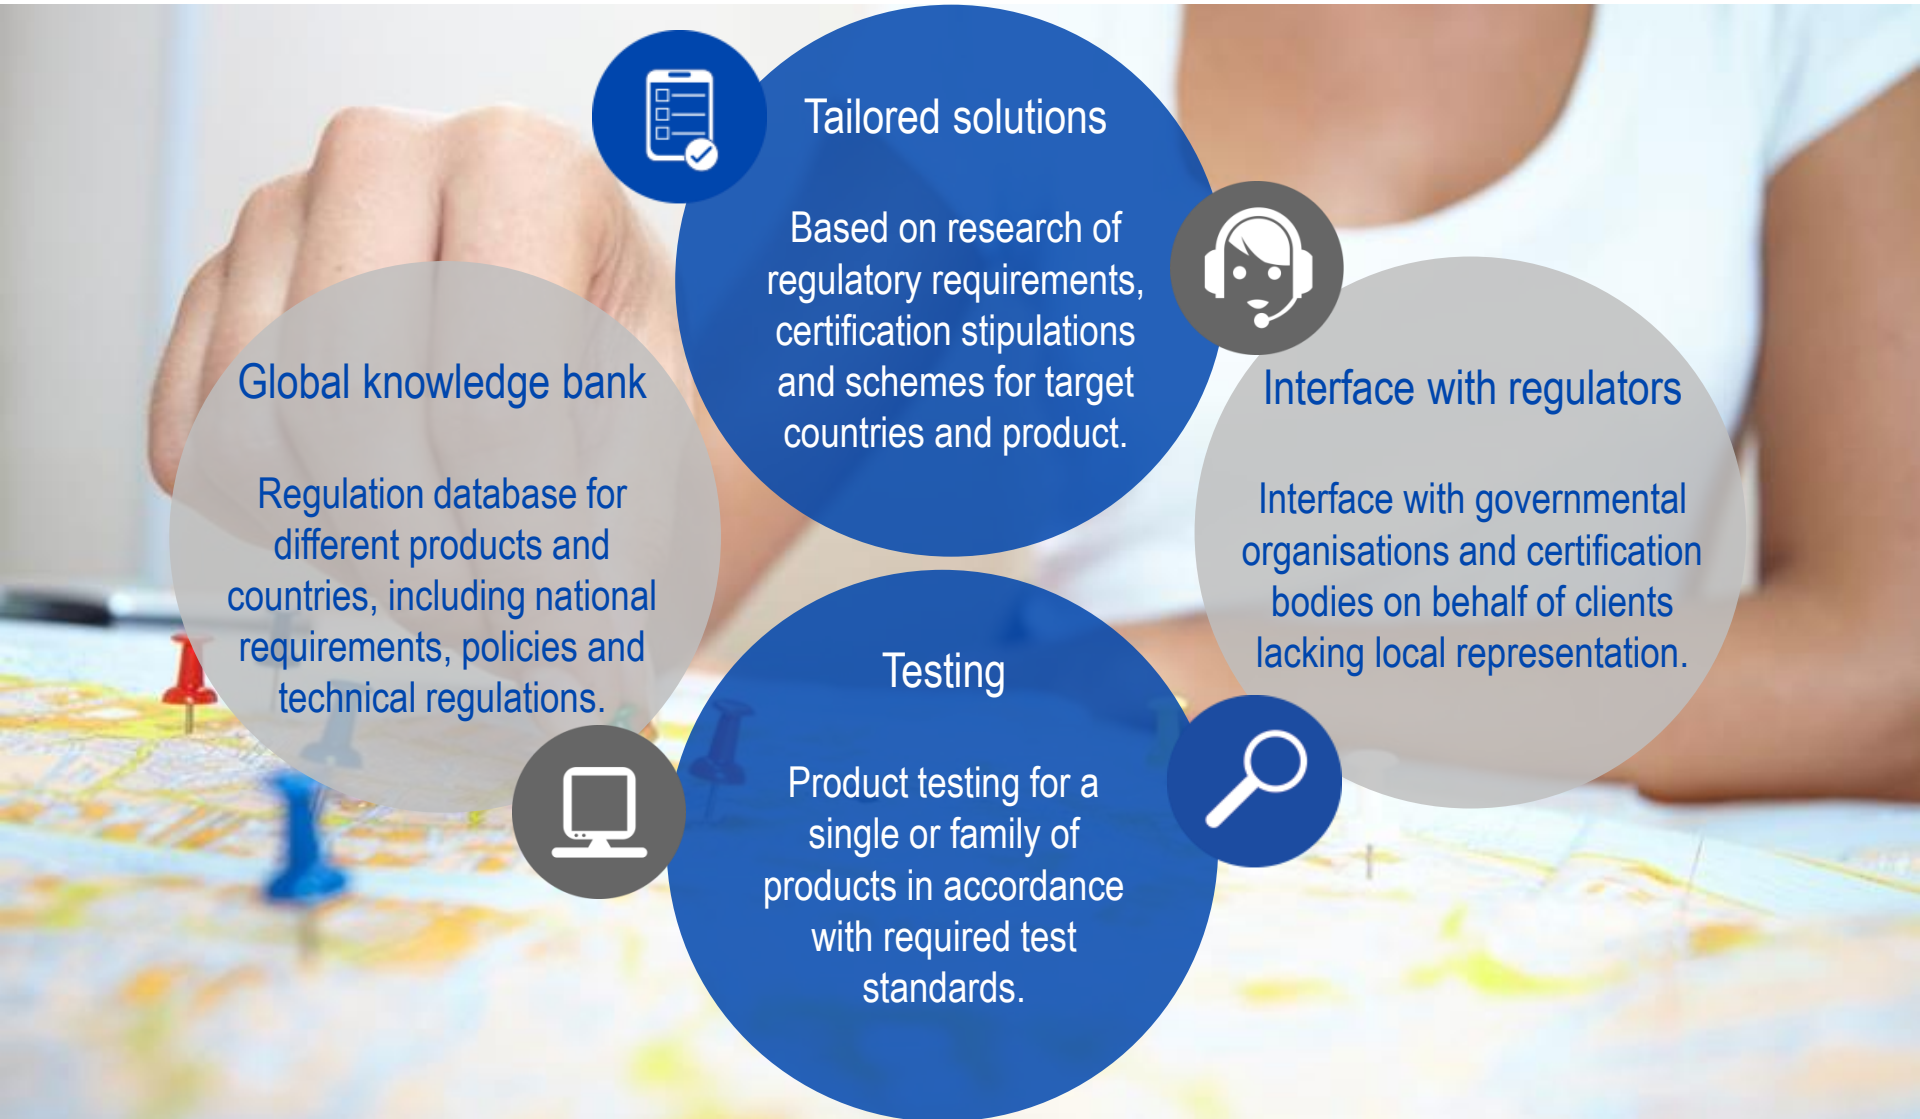 Tailored solutions
Based on research of
regulatory requirements,
certification stipulations
and schemes for target
countries and product.
Global knowledge bank
Regulation database for
different products and
countries, including national
requirements, policies and
technical regulations.
Interface with regulators
Interface with governmental
organisations and certification
bodies on behalf of clients
lacking local representation.
Testing
Product testing for a
single or family of
products in accordance
with required test
standards.